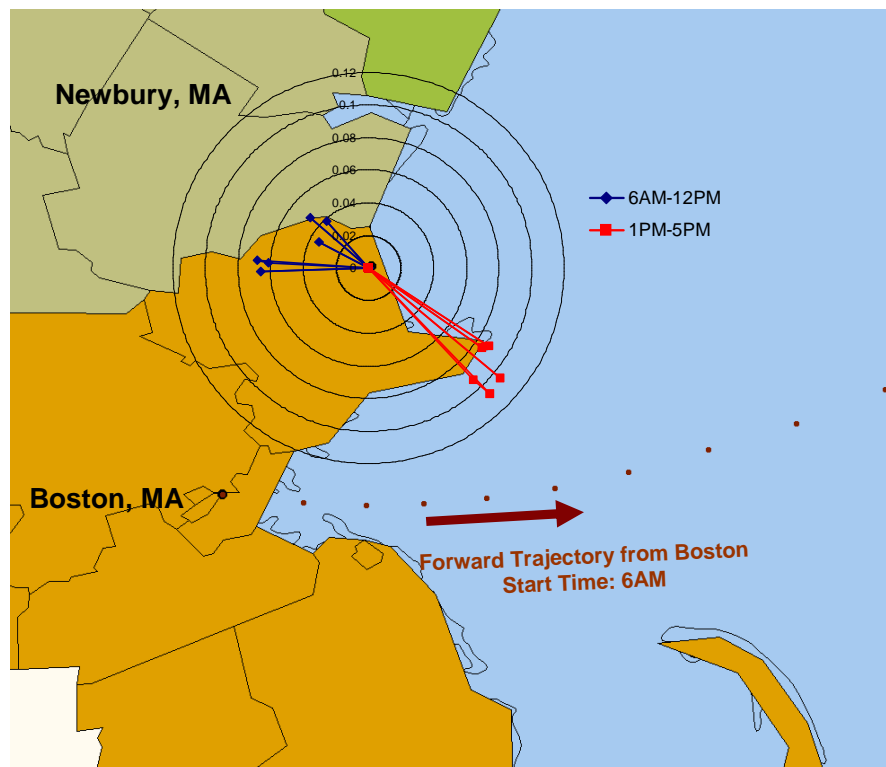 0.12
Newbury, MA
0.1
0.08
0.06
0.04
0.02
0
6AM-12PM
1PM-5PM
Boston, MA
Forward Trajectory from Boston
Start Time: 6AM